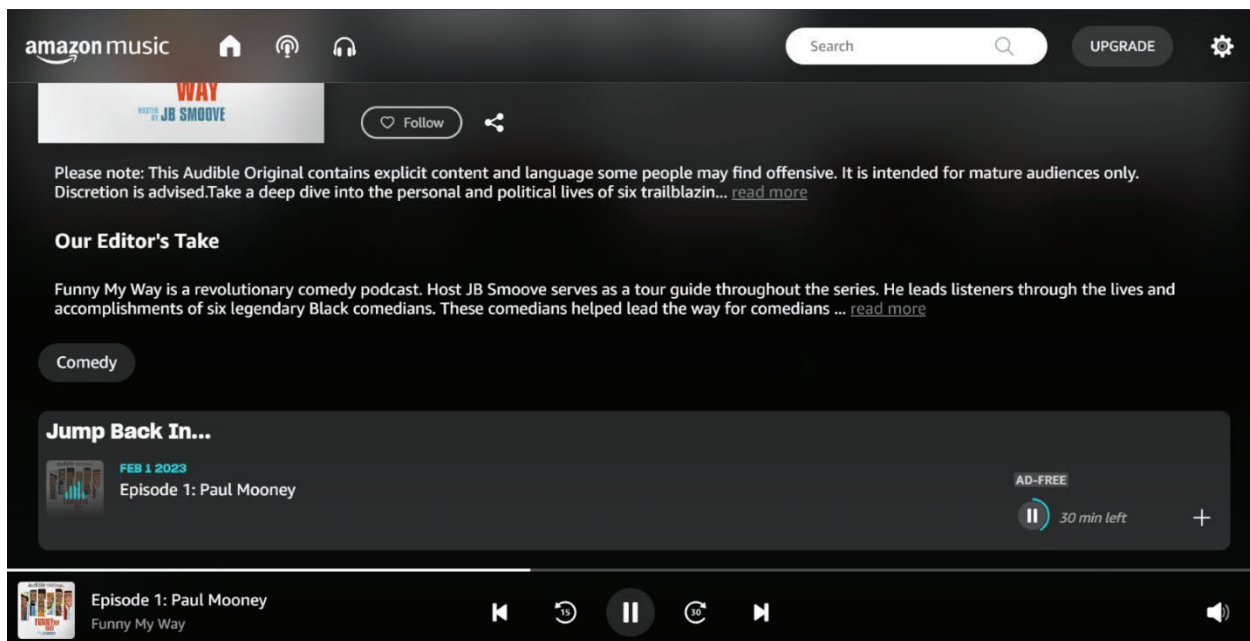 amazon music
Search
UPGRADE
WAY
HOSTED BY JB SMOOVE
Follow
Please note: This Audible Original contains explicit content and language some people may find offensive. It is intended for mature audiences only.
Discretion is advised.Take a deep dive into the personal and political lives of six trailblazin... read more
Our Editor's Take
Funny My Way is a revolutionary comedy podcast. Host JB Smoove serves as a tour guide throughout the series. He leads listeners through the lives and
accomplishments of six legendary Black comedians. These comedians helped lead the way for comedians ... read more
Comedy
Jump Back In...
FEB 1 2023
Episode 1: Paul Mooney
AD-FREE
30 min left
Episode 1: Paul Mooney
Funny My Way
15
30